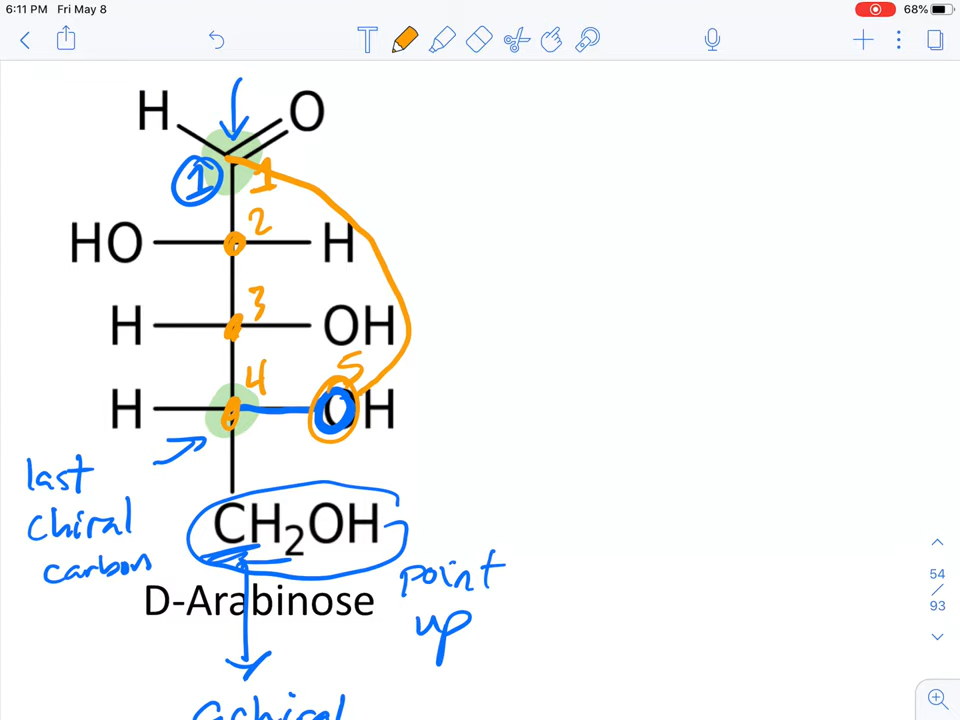 6:11 PM Fri May 8
68%
H O
1 1
2
HO H
3
H OH
4 5
H OH
last
chiral
carbon
CH2OH
point
up
D-Arabinose
achiral
54
/
93